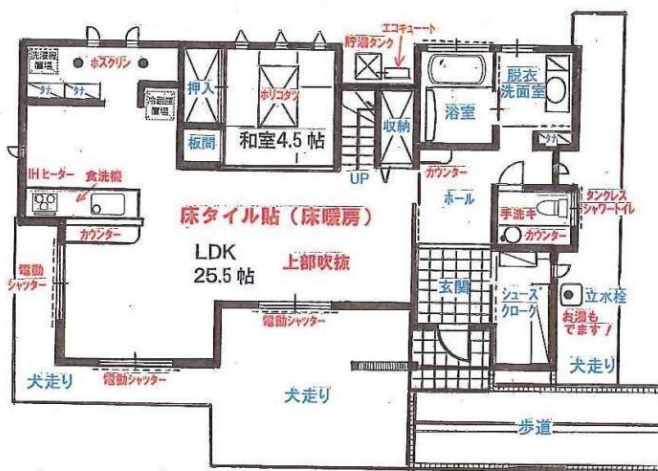 洗濯機
置場
ホスクリン
タナ
タナ
冷蔵庫
置場
押入
板間
ホリコタツ
和室4.5 帖
貯湯タンク
エコキュート
収納
UP
浴室
脱衣
洗面室
タナ
カウンター
ホール
手洗キ
カウンター
タンクレス
シャワートイレ
IHヒーター
食洗機
カウンター
床タイル貼（床暖房）
LDK
25.5 帖
上部吹抜
電動
シャッター
電動シャッター
電動シャッター
玄関
シューズ
クローク
立水栓
お湯も
でます！
犬走り
犬走り
犬走り
歩道